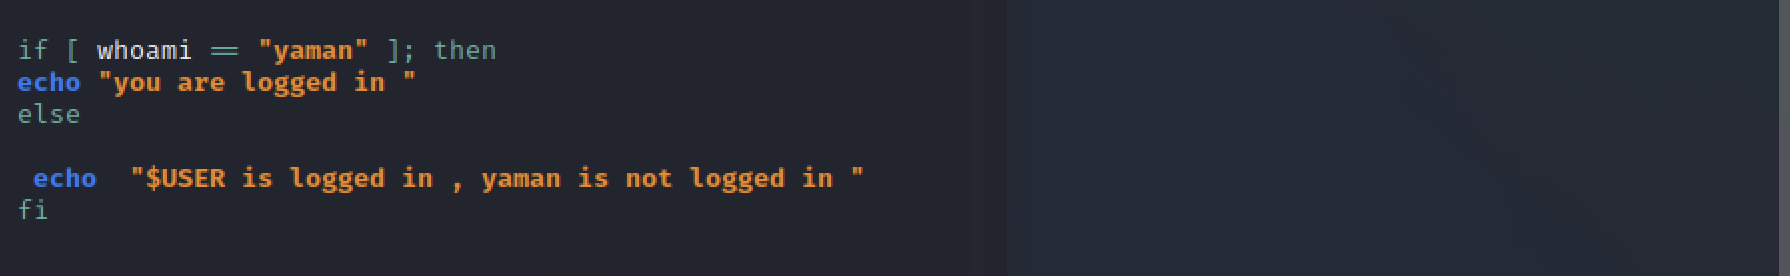 if [ whoami == "yaman" ]; then
echo "you are logged in "
else
echo  "$USER is logged in , yaman is not logged in "
fi